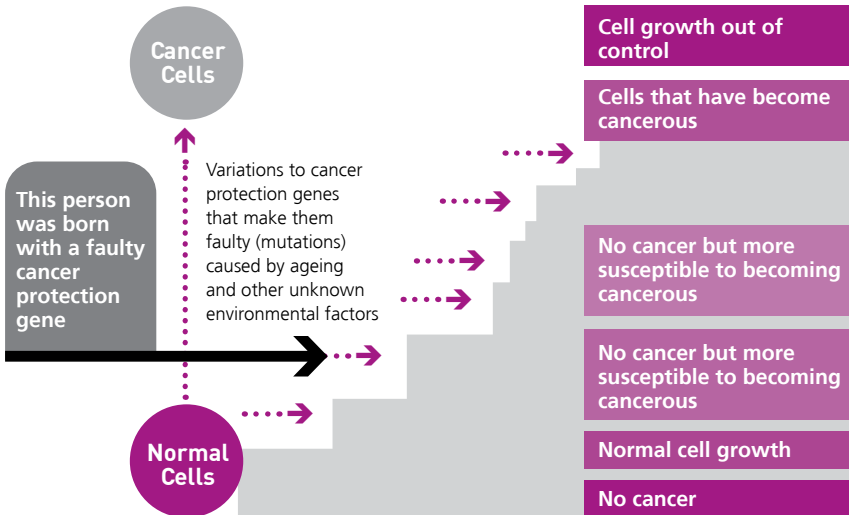 Cancer
Cells
This person
was born
with a faulty
cancer
protection
gene
Variations to cancer
protection genes
that make them
faulty (mutations)
caused by ageing
and other unknown
environmental factors
Normal
Cells
Cell growth out of
control
Cells that have become
cancerous
No cancer but more
susceptible to becoming
cancerous
No cancer but more
susceptible to becoming
cancerous
Normal cell growth
No cancer